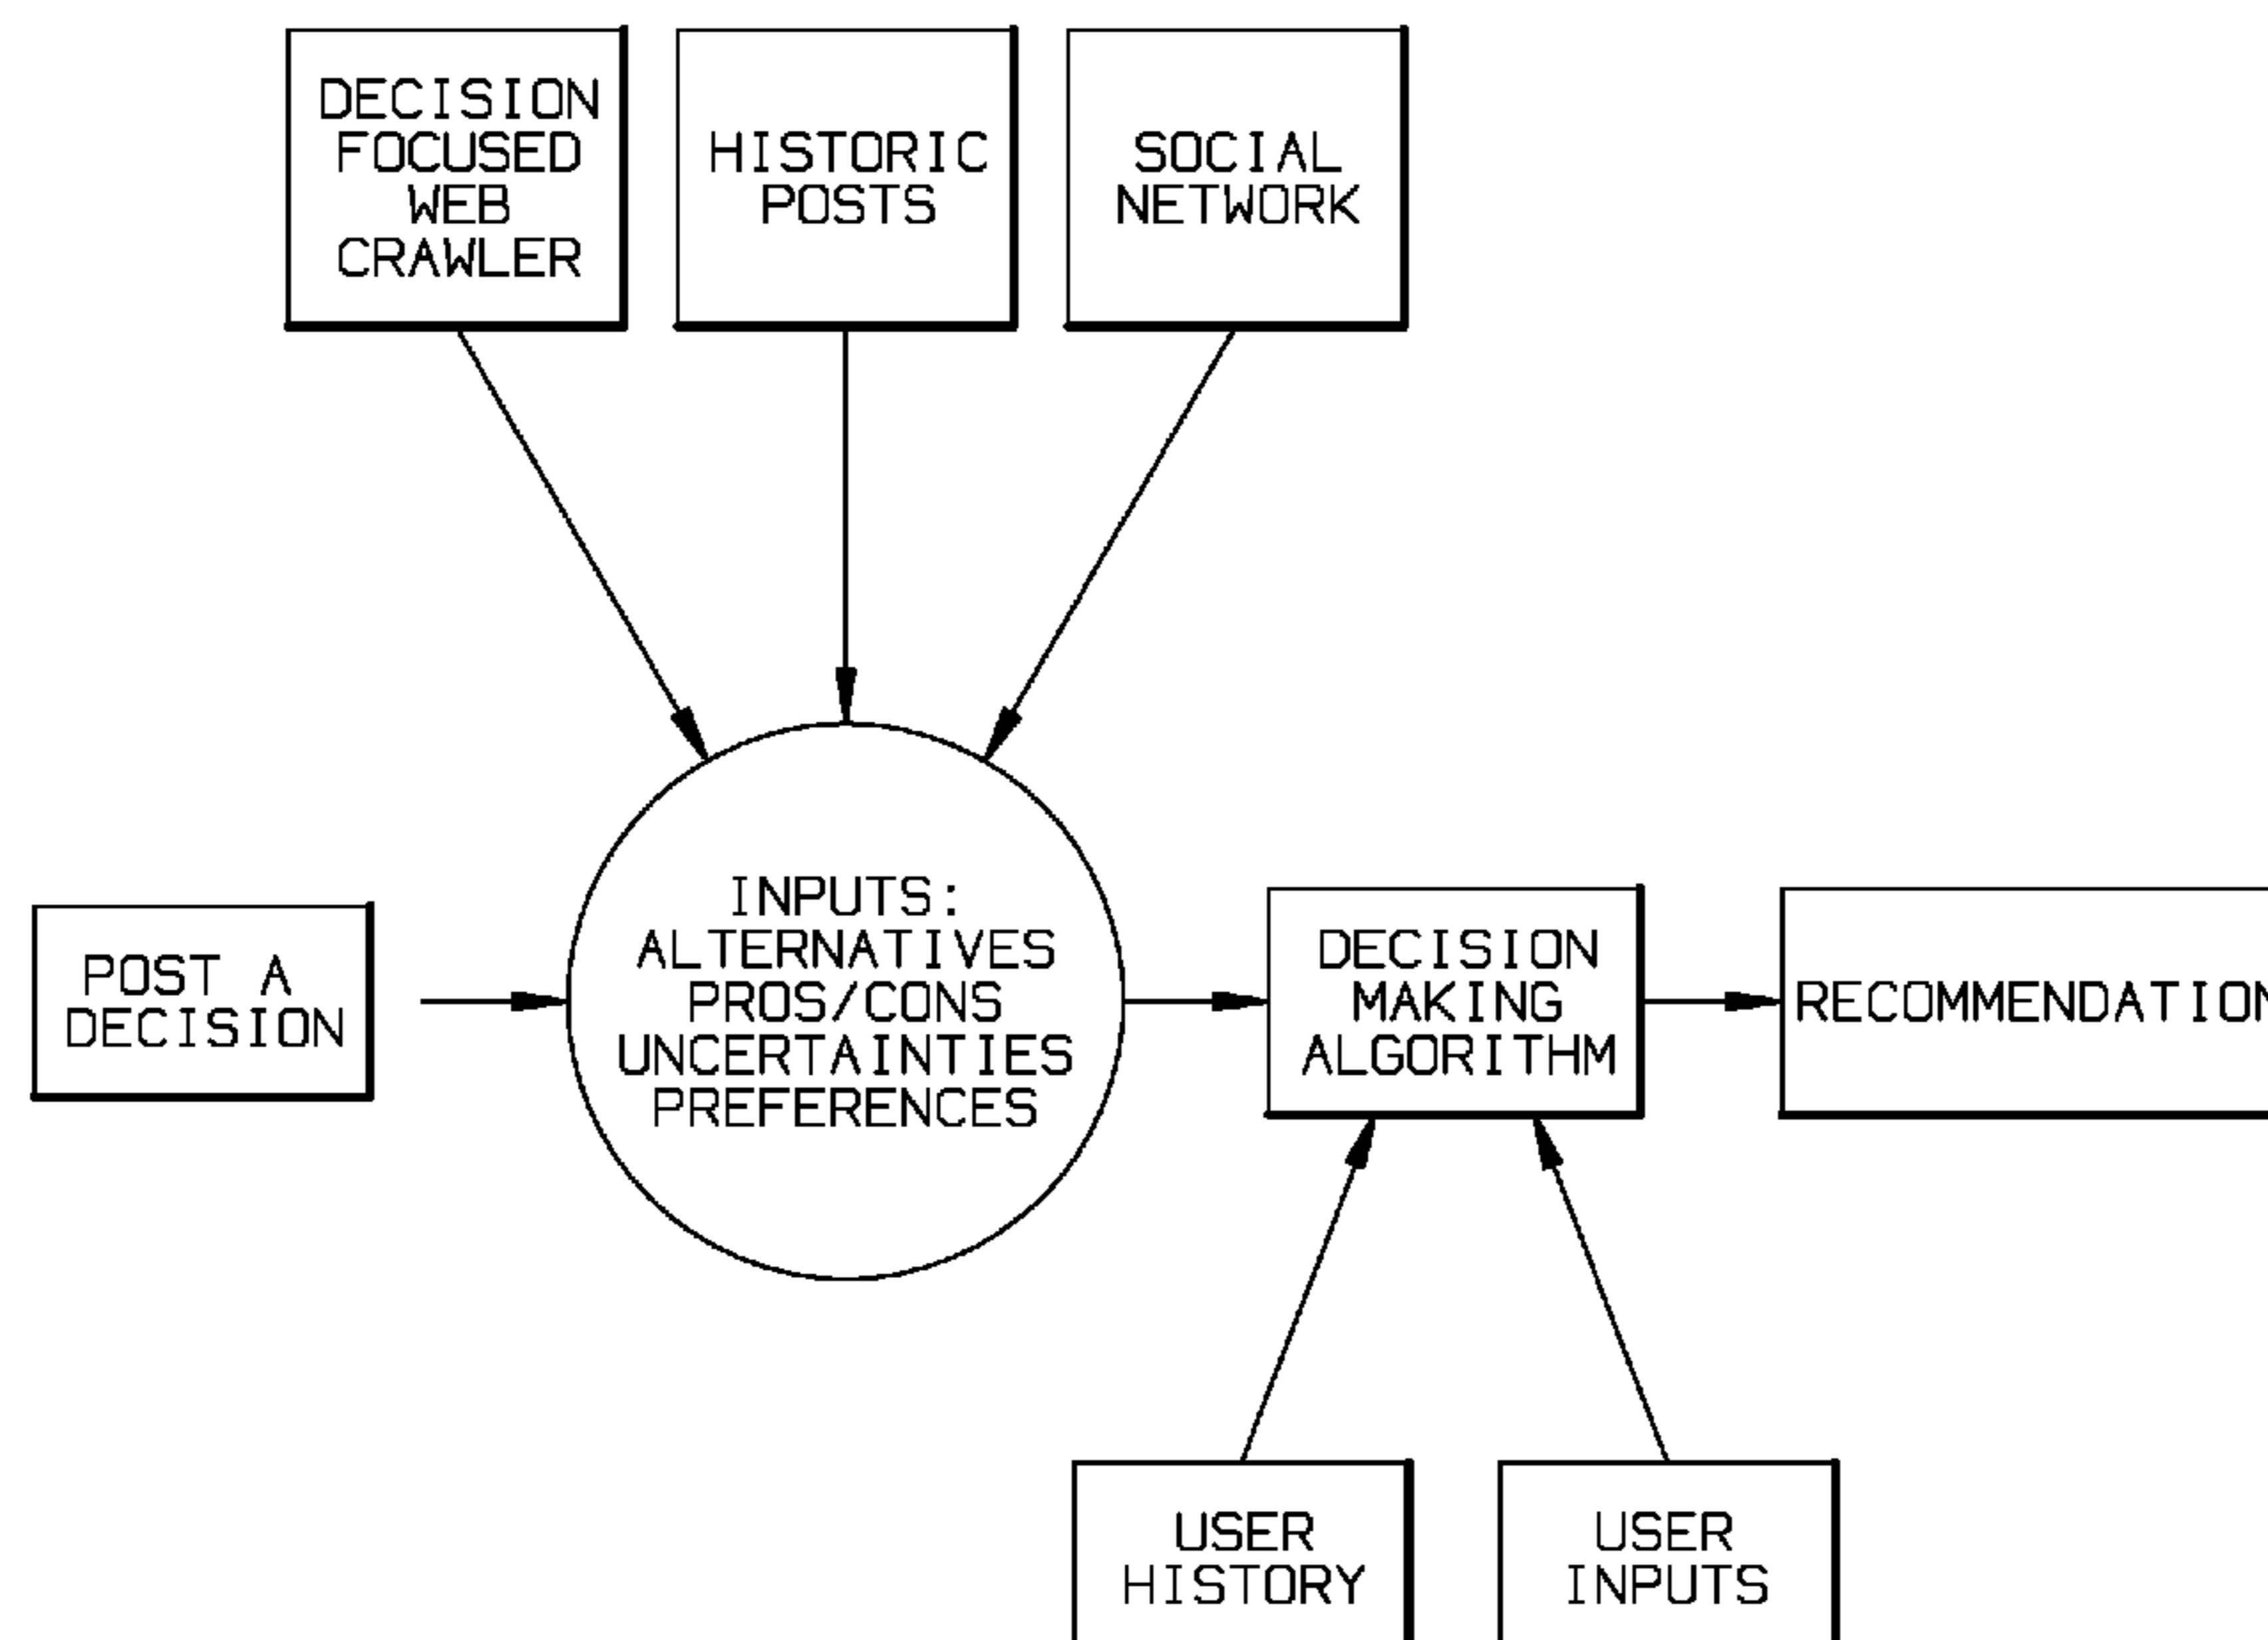 DECISION
FOCUSED
WEB
CRAWLER
HISTORIC
POSTS
SOCIAL
NETWORK
POST A
DECISION
INPUTS:
ALTERNATIVES
PROS/CONS
UNCERTAINTIES
PREFERENCES
DECISION
MAKING
ALGORITHM
RECOMMENDATION
USER
HISTORY
USER
INPUTS